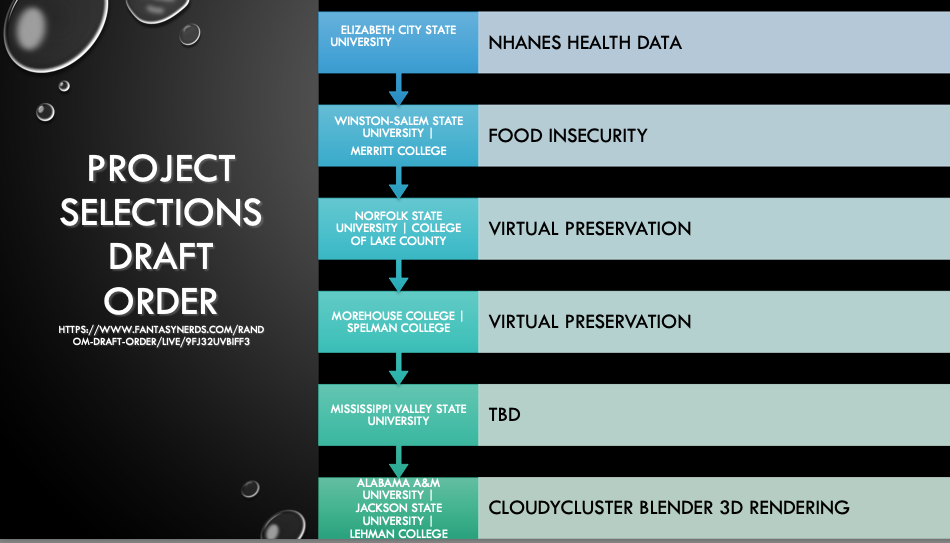 PROJECT
SELECTIONS
DRAFT
ORDER
HTTPS://WWW.FANTASYNERDS.COM/RAND
OM-DRAFT-ORDER/LIVE/9FJ32UVBIFF3
ELIZABETH CITY STATE
UNIVERSITY
NHANES HEALTH DATA
WINSTON-SALEM STATE
UNIVERSITY |
MERRITT COLLEGE
FOOD INSECURITY
NORFOLK STATE
UNIVERSITY | COLLEGE
OF LAKE COUNTY
VIRTUAL PRESERVATION
MOREHOUSE COLLEGE |
SPELMAN COLLEGE
VIRTUAL PRESERVATION
MISSISSIPPI VALLEY STATE
UNIVERSITY
TBD
ALABAMA A&M
UNIVERSITY |
JACKSON STATE
UNIVERSITY |
LEHMAN COLLEGE
CLOUDYCLUSTER BLENDER 3D RENDERING